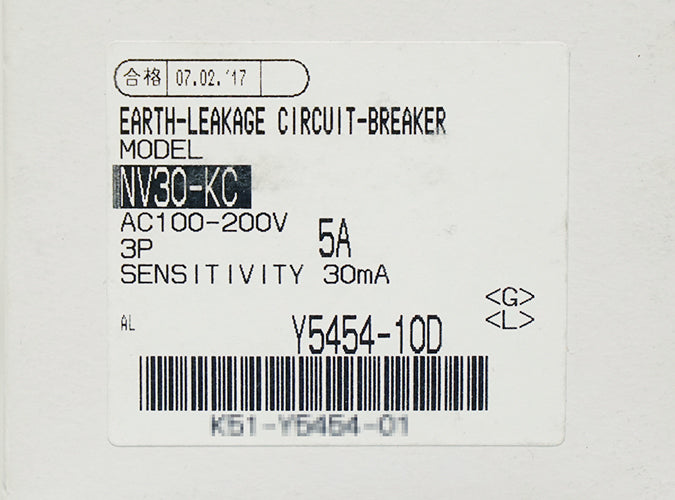 合格 07.02.'17
EARTH-LEAKAGE CIRCUIT-BREAKER
MODEL
NV30-KC
AC100-200V
3P 5A
SENSITIVITY 30mA
<G>
<L>
AL Y5454-10D
K51-Y5454-01